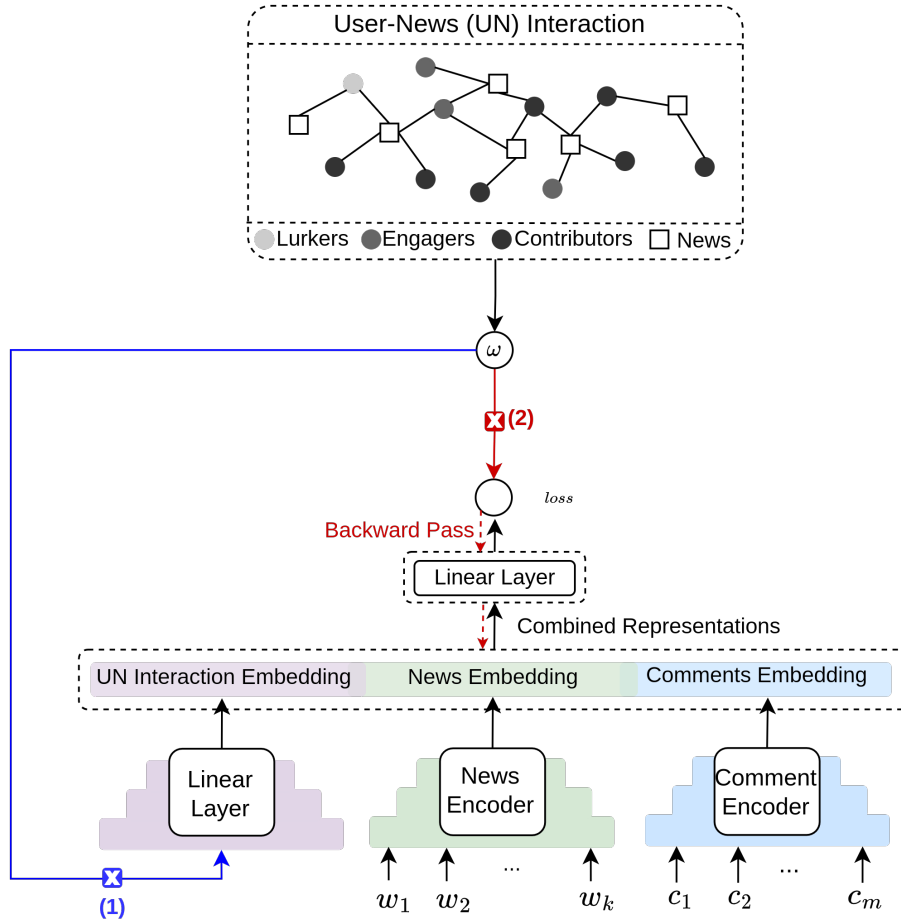 User-News (UN) Interaction
Lurkers Engagers Contributors News
ω
(2)
loss
Backward Pass
Linear Layer
Combined Representations
UN Interaction Embedding News Embedding Comments Embedding
Linear
Layer
News
Encoder
Comment
Encoder
... ...
w₁ w₂ wₖ c₁ c₂ cₘ
(1)